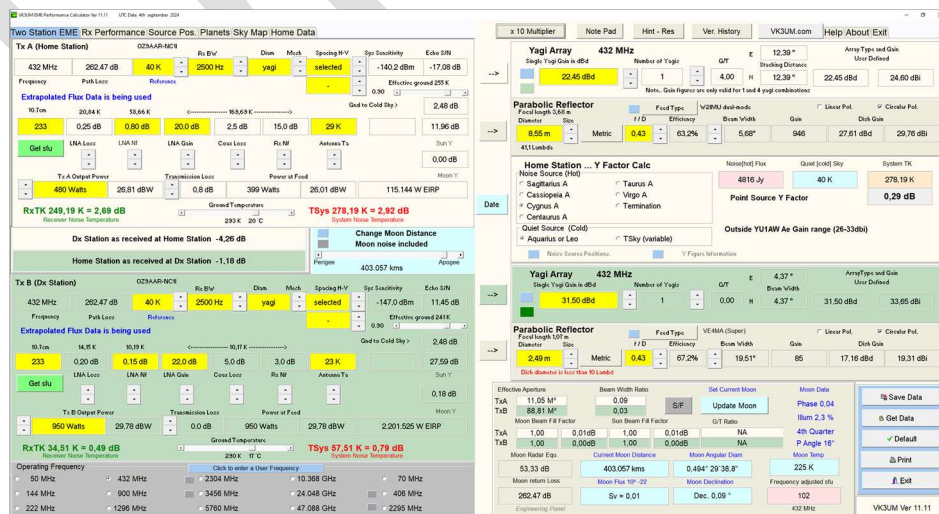 VK3UM EME Performance Calculator Ver 11.11 UTC Date 4th september 2024
Two Station EME Rx Performance Source Pos. Planets Sky Map Home Data
x 10 Multiplier Note Pad Hint - Res Ver. History VK3UM.com Help About Exit
Tx A (Home Station) OZ9AAR-NCII Rx BW Dism Mesh Spacing H-V Sys Sensitivity Echo S/N
432 MHz 262,47 dB 40 K 2500 Hz yagi selected -140,2 dBm -17,08 dB
Frequency Path Loss Reference - Effective ground 255 K
0.90
Extrapolated Flux Data is being used
Gnd to Cold Sky > 2,48 dB
10.7cm 20,84 K 58,66 K <---------------- 169,69 K ---------------->
233 0,25 dB 0,80 dB 20,0 dB 2,5 dB 15,0 dB 29 K 11,96 dB
Get sfu LNA Loss LNA Nf LNA Gain Coax Loss Rx Nf Antenna Ta Sun Y
0,00 dB
Tx A Output Power Transmission Loss Power at Feed Moon Y
480 Watts 26,81 dBW 0,8 dB 399 Watts 26,01 dBW 115.144 W EIRP
RxTK 249,19 K = 2,69 dB Ground Temperature TSys 278,19 K = 2,92 dB
Receiver Noise Temperature 293 K 20 °C System Noise Temperature
Dx Station as received at Home Station -4,26 dB
Home Station as received at Dx Station -1,18 dB
Change Moon Distance
Moon noise included
Perigee Apogee
403.057 kms
Tx B (Dx Station) OZ9AAR-NCII Rx BW Dism Mesh Spacing H-V Sys Sensitivity Echo S/N
432 MHz 262,47 dB 40 K 2500 Hz yagi selected -147,0 dBm 11,45 dB
Frequency Path Loss Reference - Effective ground 241 K
0.90
Extrapolated Flux Data is being used
Gnd to Cold Sky > 2,48 dB
10.7cm 14,15 K 10,19 K <---------------- 10,17 K ---------------->
233 0,20 dB 0,15 dB 22,0 dB 5,0 dB 3,0 dB 23 K 27,59 dB
Get sfu LNA Loss LNA Nf LNA Gain Coax Loss Rx Nf Antenna Ta Sun Y
0,18 dB
Tx B Output Power Transmission Loss Power at Feed Moon Y
950 Watts 29,78 dBW 0,0 dB 950 Watts 29,78 dBW 2.201.525 W EIRP
RxTK 34,51 K = 0,49 dB Ground Temperature TSys 57,51 K = 0,79 dB
Receiver Noise Temperature 290 K 17 °C System Noise Temperature
Operating Frequency Click to enter a User Frequency
50 MHz 432 MHz 2304 MHz 10.368 GHz 70 MHz
144 MHz 900 MHz 3456 MHz 24.048 GHz 406 MHz
222 MHz 1296 MHz 5760 MHz 47.088 GHz 2295 MHz
--> Yagi Array 432 MHz E 12,39 ° Array Type and Gain
Single Yagi Gain in dBd Number of Yagis G/T Stacking Distance User Defined
22,45 dBd 1 4,00 H 12,39 ° 22,45 dBd 24,60 dBi
Note.. Gain figures are only valid for 1 and 4 yagi combinations
Parabolic Reflector
Focal length 3,68 m Feed Type W2IMU dual-mode Linear Pol. Circular Pol.
Diameter Size f / D Efficiency Beam Width Gain Dish Gain
--> 8,55 m Metric 0,43 63,2% 5,68° 946 27,61 dBd 29,76 dBi
41,1 Lambda
Home Station ... Y Factor Calc Noise[hot] Flux Quiet [cold] Sky System TK
Noise Source (Hot) 4816 Jy 40 K 278,19 K
Sagittarius A Taurus A
Cassiopeia A Virgo A Point Source Y Factor 0,29 dB
Cygnus A Termination
Centaurus A
Date
Quiet Source (Cold) Outside YU1AW Ae Gain range (26-33dbi)
Aquarius or Leo TSky (variable)
Noise Source Positions. Y Figure Information
--> Yagi Array 432 MHz E 4,37 ° ArrayType and Gain
Single Yagi Gain in dBd Number of Yagis G/T Beam Width User Defined
31,50 dBd 1 0,00 H 4,37 ° 31,50 dBd 33,65 dBi
Parabolic Reflector
Focal length 1,07 m Feed Type VE4MA (Super) Linear Pol. Circular Pol.
Diameter Size f / D Efficiency Beam Width Gain Dish Gain
--> 2,49 m Metric 0,43 67,2% 19,51° 85 17,16 dBd 19,31 dBi
Dish diameter is less than 10 Lambda
Effective Aperture Beam Width Ratio Set Current Moon Moon Data
TxA 11,05 M² 0,09 S/F Update Moon Phase 0,04
TxB 88,81 M² 0,03 Illum 2,3 %
Moon Beam Fill Factor Sun Beam Fill Factor G/T Ratio 4th Quarter
TxA 1,00 0,01dB 1,00 0,01dB NA
TxB 1,00 0,00dB 1,00 0,00dB NA P Angle 16°
Moon Radar Equ. Current Moon Distance Moon Angular Diam Moon Temp
53,33 dB 403.057 kms 0,494° 29´38,8" 225 K
Moon return Loss Moon Flux 10^ -22 Moon Declination Frequency adjusted sfu
262,47 dB Sv = 0,01 Dec. 0,09 ° 102
Engineering Panel 432 MHz
Save Data
Get Data
Default
Print
Exit
VK3UM Ver 11.11